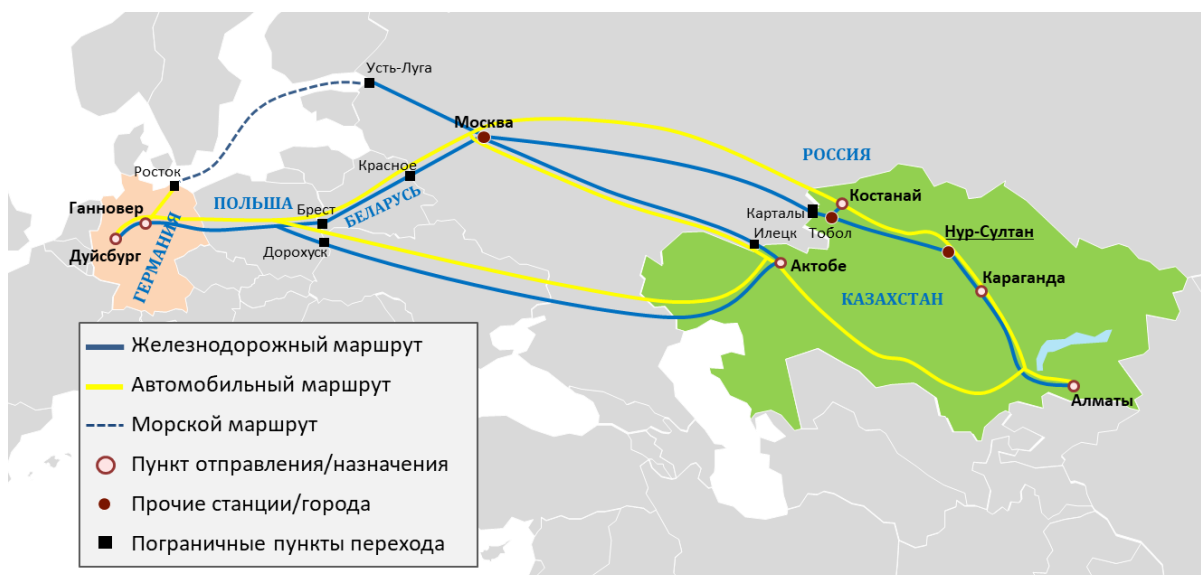 Усть-Луга
Москва
Красное
РОССИЯ
Росток
ПОЛЬША
БЕЛАРУСЬ
Костанай
Ганновер
Брест
Карталы
Тобол
Илецк
Нур-Султан
Дуйсбург
ГЕРМАНИЯ
Дорохуск
Актобе
Караганда
КАЗАХСТАН
Алматы
Железнодорожный маршрут
Автомобильный маршрут
Морской маршрут
Пункт отправления/назначения
Прочие станции/города
Пограничные пункты перехода